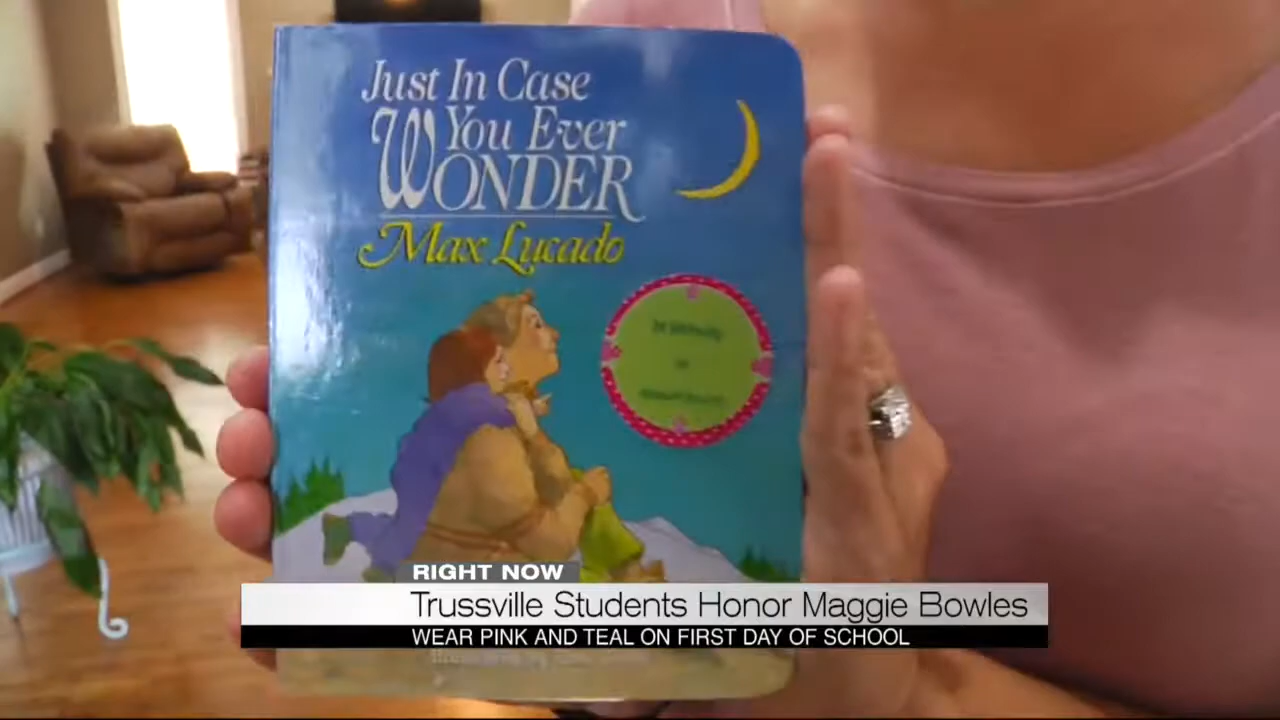 Just In Case
You Ever
WONDER
Max Lucado
RIGHT NOW
Trussville Students Honor Maggie Bowles
WEAR PINK AND TEAL ON FIRST DAY OF SCHOOL